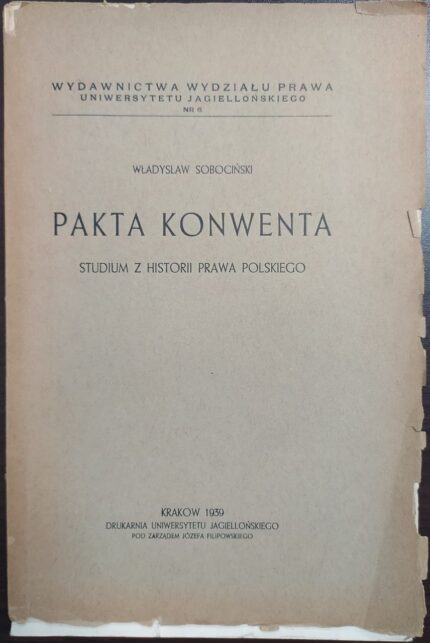 WYDAWNICTWA WYDZIAŁU PRAWA
UNIWERSYTETU JAGIELLOŃSKIEGO
NR 6
WŁADYSŁAW SOBOCIŃSKI
PAKTA KONWENTA
STUDIUM Z HISTORII PRAWA POLSKIEGO
KRAKÓW 1939
DRUKARNIA UNIWERSYTETU JAGIELLOŃSKIEGO
POD ZARZĄDEM JÓZEFA FILIPOWSKIEGO